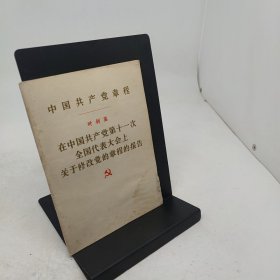 中国共产党章程
叶剑英
在中国共产党第十一次
全国代表大会上
关于修改党的章程的报告